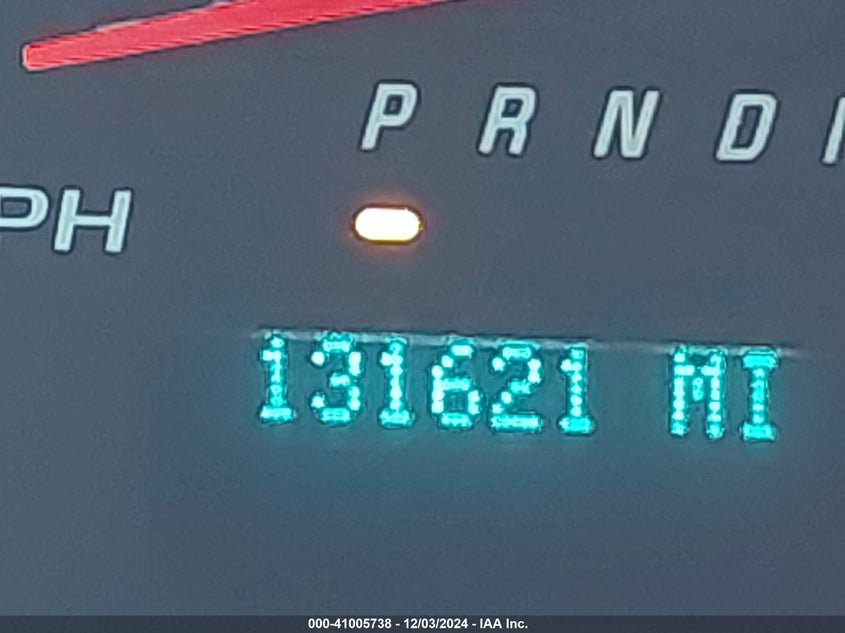 P R N D
PH
131621 MI
000-41005738 - 12/03/2024 - IAA Inc.